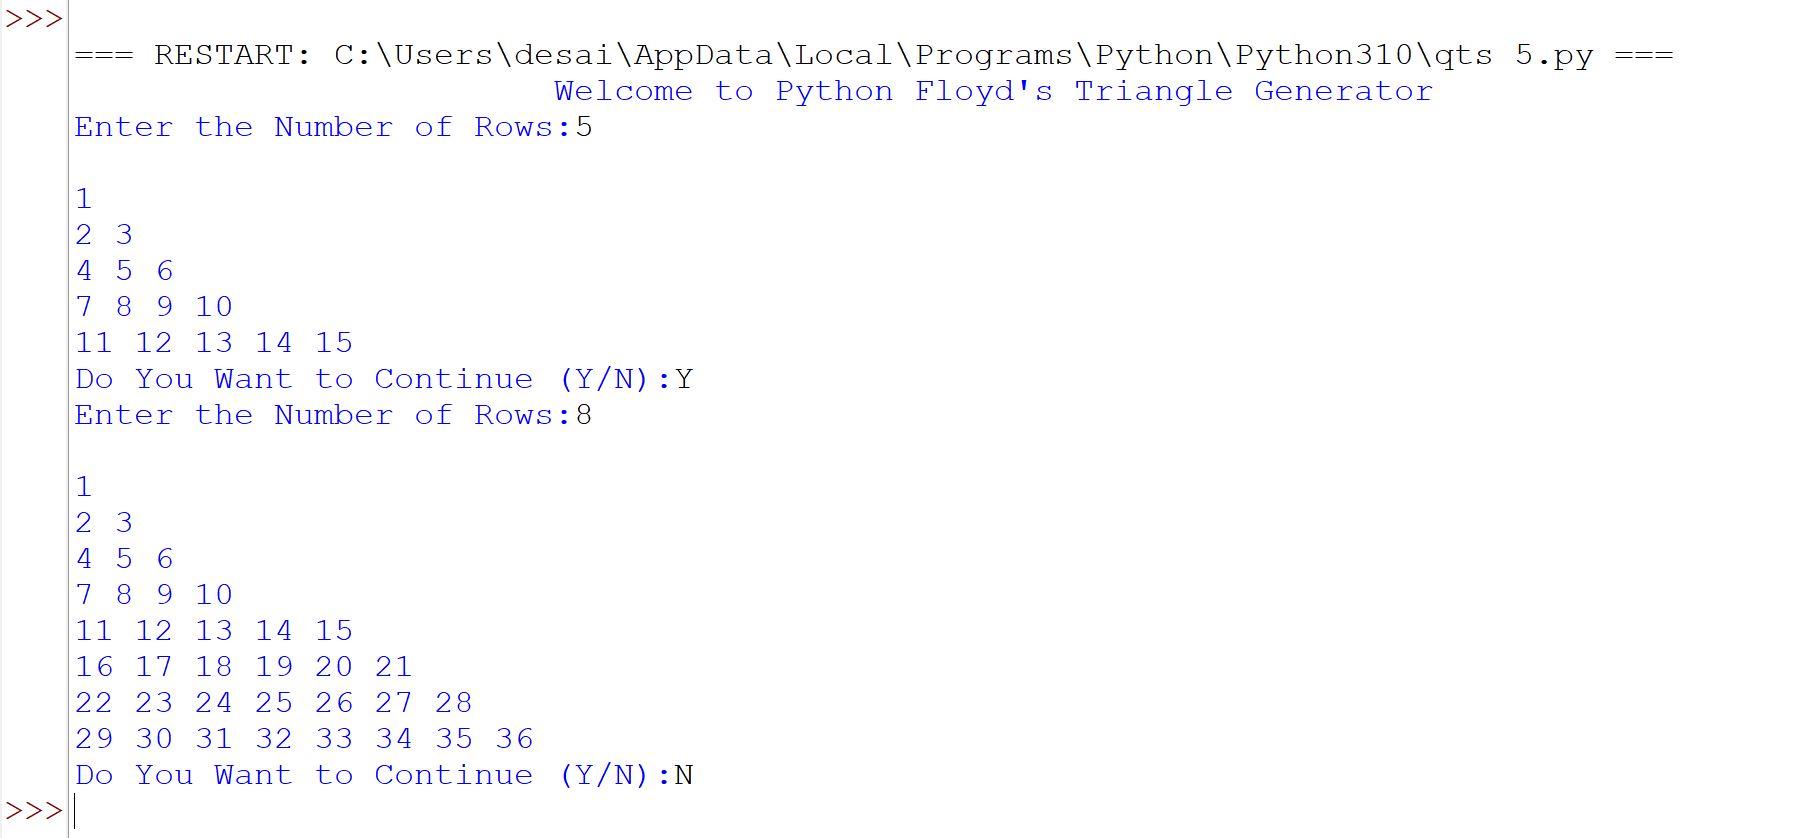 >>>
=== RESTART: C:\Users\desai\AppData\Local\Programs\Python\Python310\qts 5.py ===
Welcome to Python Floyd's Triangle Generator
Enter the Number of Rows:5
1
2 3
4 5 6
7 8 9 10
11 12 13 14 15
Do You Want to Continue (Y/N):Y
Enter the Number of Rows:8
1
2 3
4 5 6
7 8 9 10
11 12 13 14 15
16 17 18 19 20 21
22 23 24 25 26 27 28
29 30 31 32 33 34 35 36
Do You Want to Continue (Y/N):N
>>>